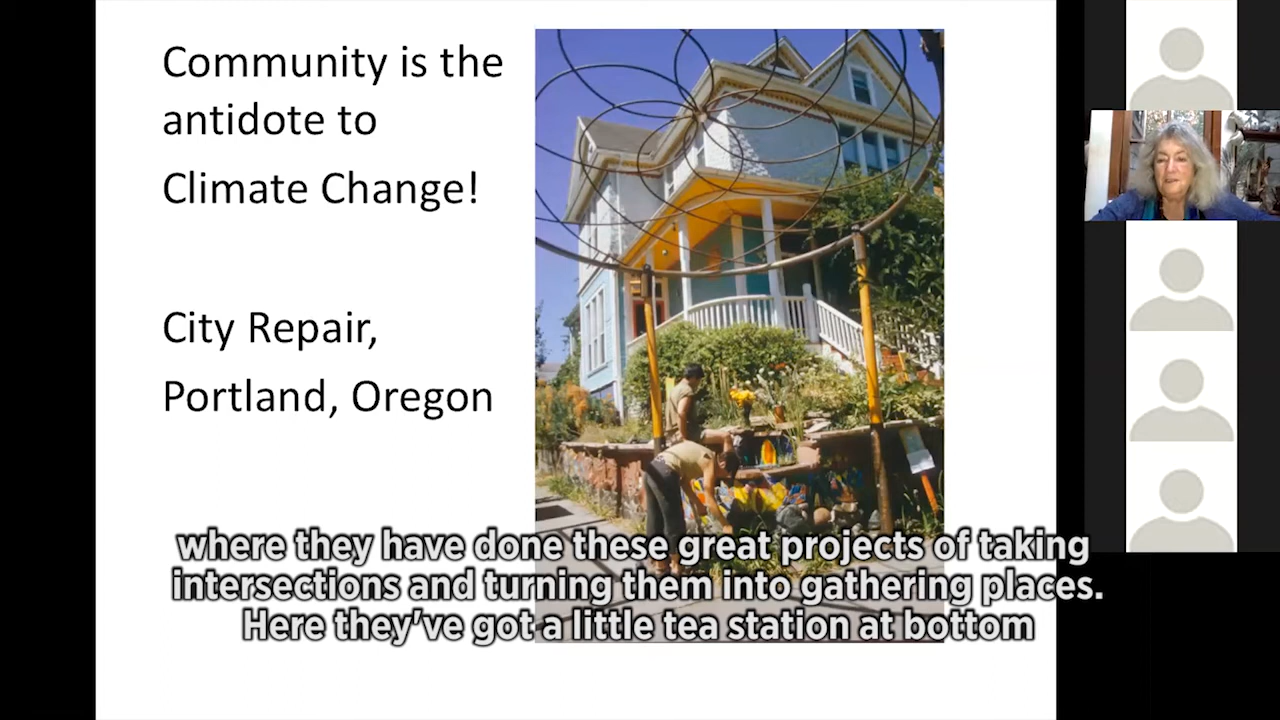 Community is the
antidote to
Climate Change!
City Repair,
Portland, Oregon
where they have done these great projects of taking
intersections and turning them into gathering places.
Here they've got a little tea station at bottom